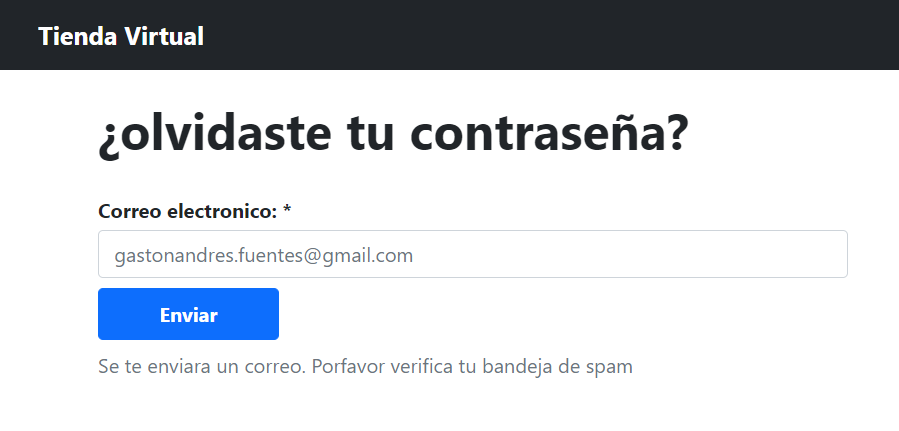 Tienda Virtual
¿olvidaste tu contraseña?
Correo electronico: *
gastonandres.fuentes@gmail.com
Enviar
Se te enviara un correo. Porfavor verifica tu bandeja de spam